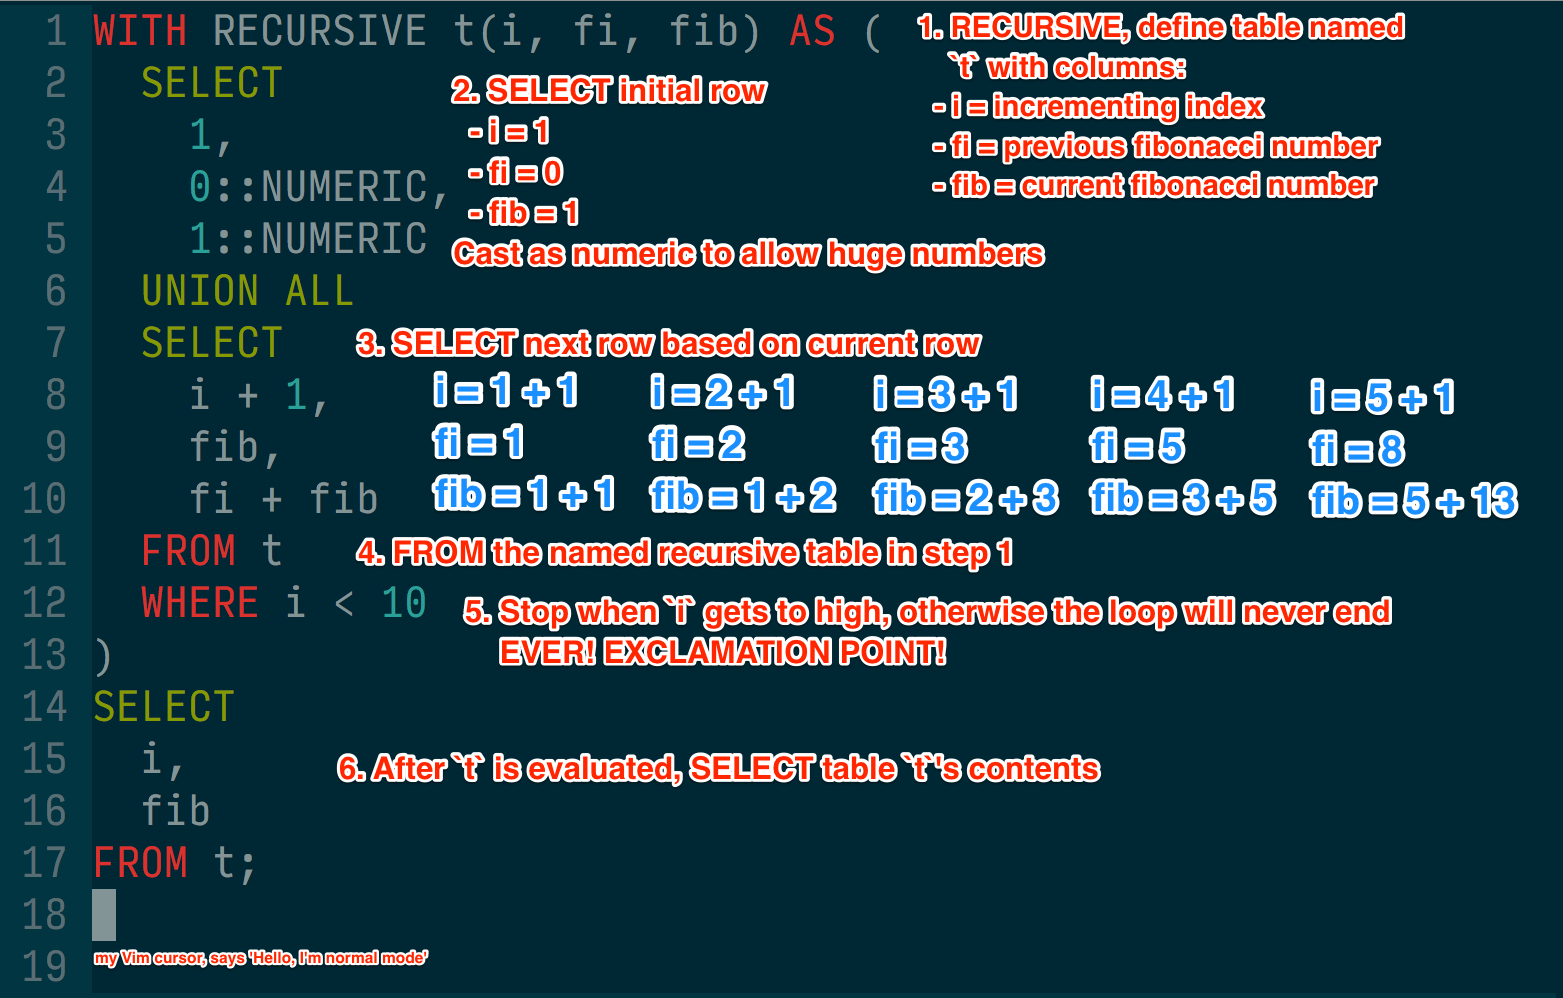 1 WITH RECURSIVE t(i, fi, fib) AS (
1. RECURSIVE, define table named
`t` with columns:
- i = incrementing index
- fi = previous fibonacci number
- fib = current fibonacci number
2 SELECT
2. SELECT initial row
3 1,
- i = 1
4 0::NUMERIC,
- fi = 0
- fib = 1
5 1::NUMERIC
Cast as numeric to allow huge numbers
6 UNION ALL
7 SELECT
3. SELECT next row based on current row
8 i + 1,
i = 1 + 1 i = 2 + 1 i = 3 + 1 i = 4 + 1 i = 5 + 1
9 fib,
fi = 1 fi = 2 fi = 3 fi = 5 fi = 8
10 fi + fib
fib = 1 + 1 fib = 1 + 2 fib = 2 + 3 fib = 3 + 5 fib = 5 + 13
11 FROM t
4. FROM the named recursive table in step 1
12 WHERE i < 10
5. Stop when `i` gets to high, otherwise the loop will never end
EVER! EXCLAMATION POINT!
13 )
14 SELECT
15 i,
6. After `t` is evaluated, SELECT table `t`'s contents
16 fib
17 FROM t;
18
19
my Vim cursor, says 'Hello, I'm normal mode'